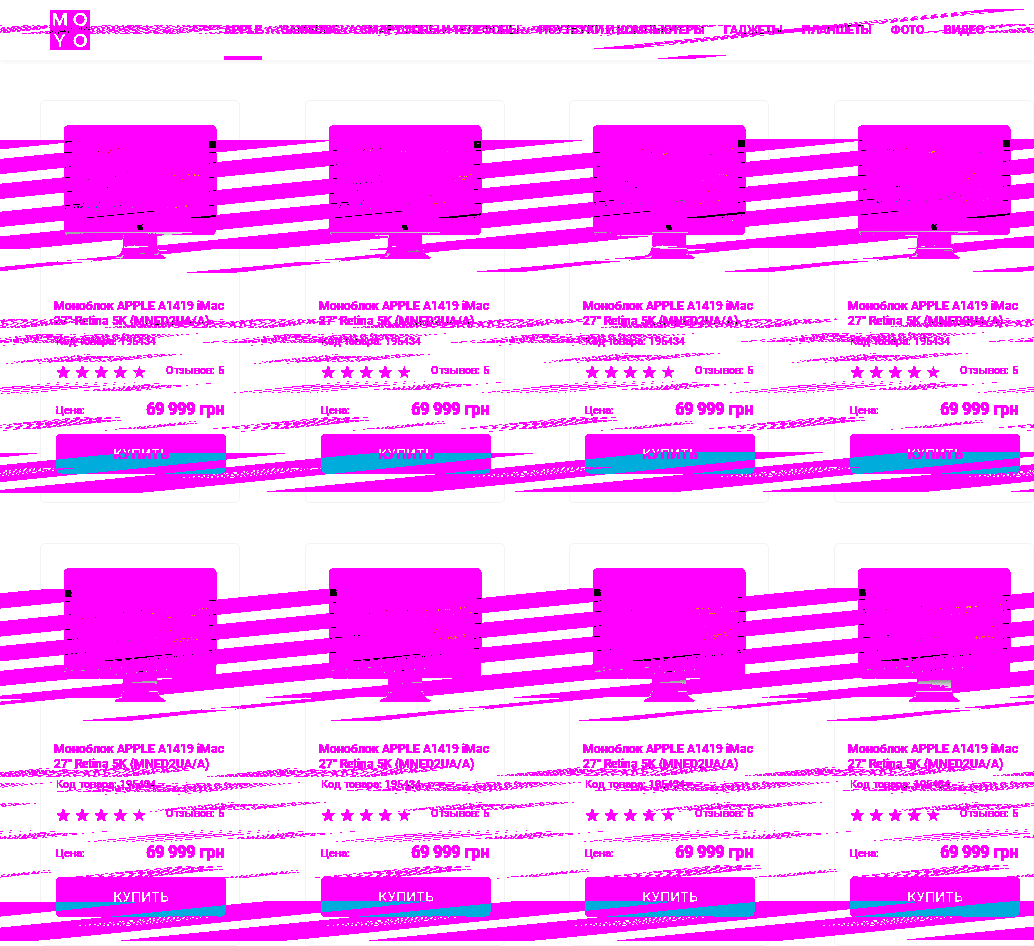 MO
YO
APPLE СМАРТФОНЫ И ТЕЛЕФОНЫ НОУТБУКИ И КОМПЬЮТЕРЫ ГАДЖЕТЫ ПЛАНШЕТЫ ФОТО ВИДЕО
Моноблок APPLE A1419 iMac Моноблок APPLE A1419 iMac Моноблок APPLE A1419 iMac Моноблок APPLE A1419 iMac
27" Retina 5K (MNED2UA/A) 27" Retina 5K (MNED2UA/A) 27" Retina 5K (MNED2UA/A) 27" Retina 5K (MNED2UA/A)
Код товара: 195434 Код товара: 195434 Код товара: 195434 Код товара: 195434
Отзывов: 5 Отзывов: 5 Отзывов: 5 Отзывов: 5
Цена: 69 999 грн Цена: 69 999 грн Цена: 69 999 грн Цена: 69 999 грн
КУПИТЬ КУПИТЬ КУПИТЬ КУПИТЬ
Моноблок APPLE A1419 iMac Моноблок APPLE A1419 iMac Моноблок APPLE A1419 iMac Моноблок APPLE A1419 iMac
27" Retina 5K (MNED2UA/A) 27" Retina 5K (MNED2UA/A) 27" Retina 5K (MNED2UA/A) 27" Retina 5K (MNED2UA/A)
Код товара: 195434 Код товара: 195434 Код товара: 195434 Код товара: 195434
Отзывов: 5 Отзывов: 5 Отзывов: 5 Отзывов: 5
Цена: 69 999 грн Цена: 69 999 грн Цена: 69 999 грн Цена: 69 999 грн
КУПИТЬ КУПИТЬ КУПИТЬ КУПИТЬ